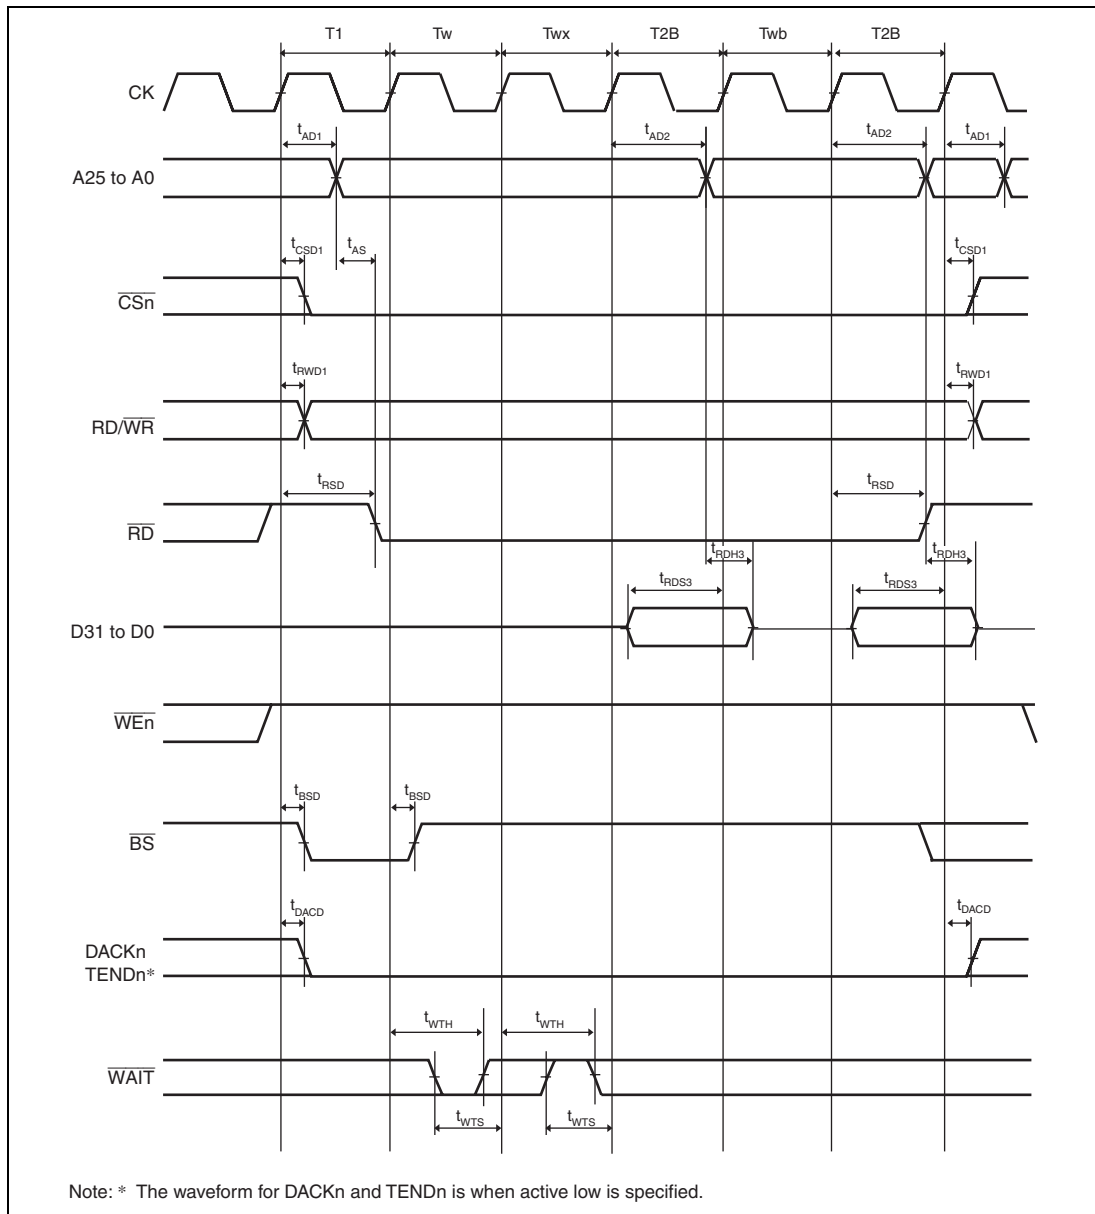 T1 Tw Twx T2B Twb T2B
CK
tAD1 tAD2 tAD2 tAD1
A25 to A0
tCSD1 tAS tCSD1
CSn
tRWD1 tRWD1
RD/WR
tRSD tRSD
RD
tRDH3 tRDH3
tRDS3 tRDS3
D31 to D0
WEn
tBSD tBSD
BS
tDACD tDACD
DACKn
TENDn*
tWTH tWTH
WAIT
tWTS tWTS
Note: * The waveform for DACKn and TENDn is when active low is specified.